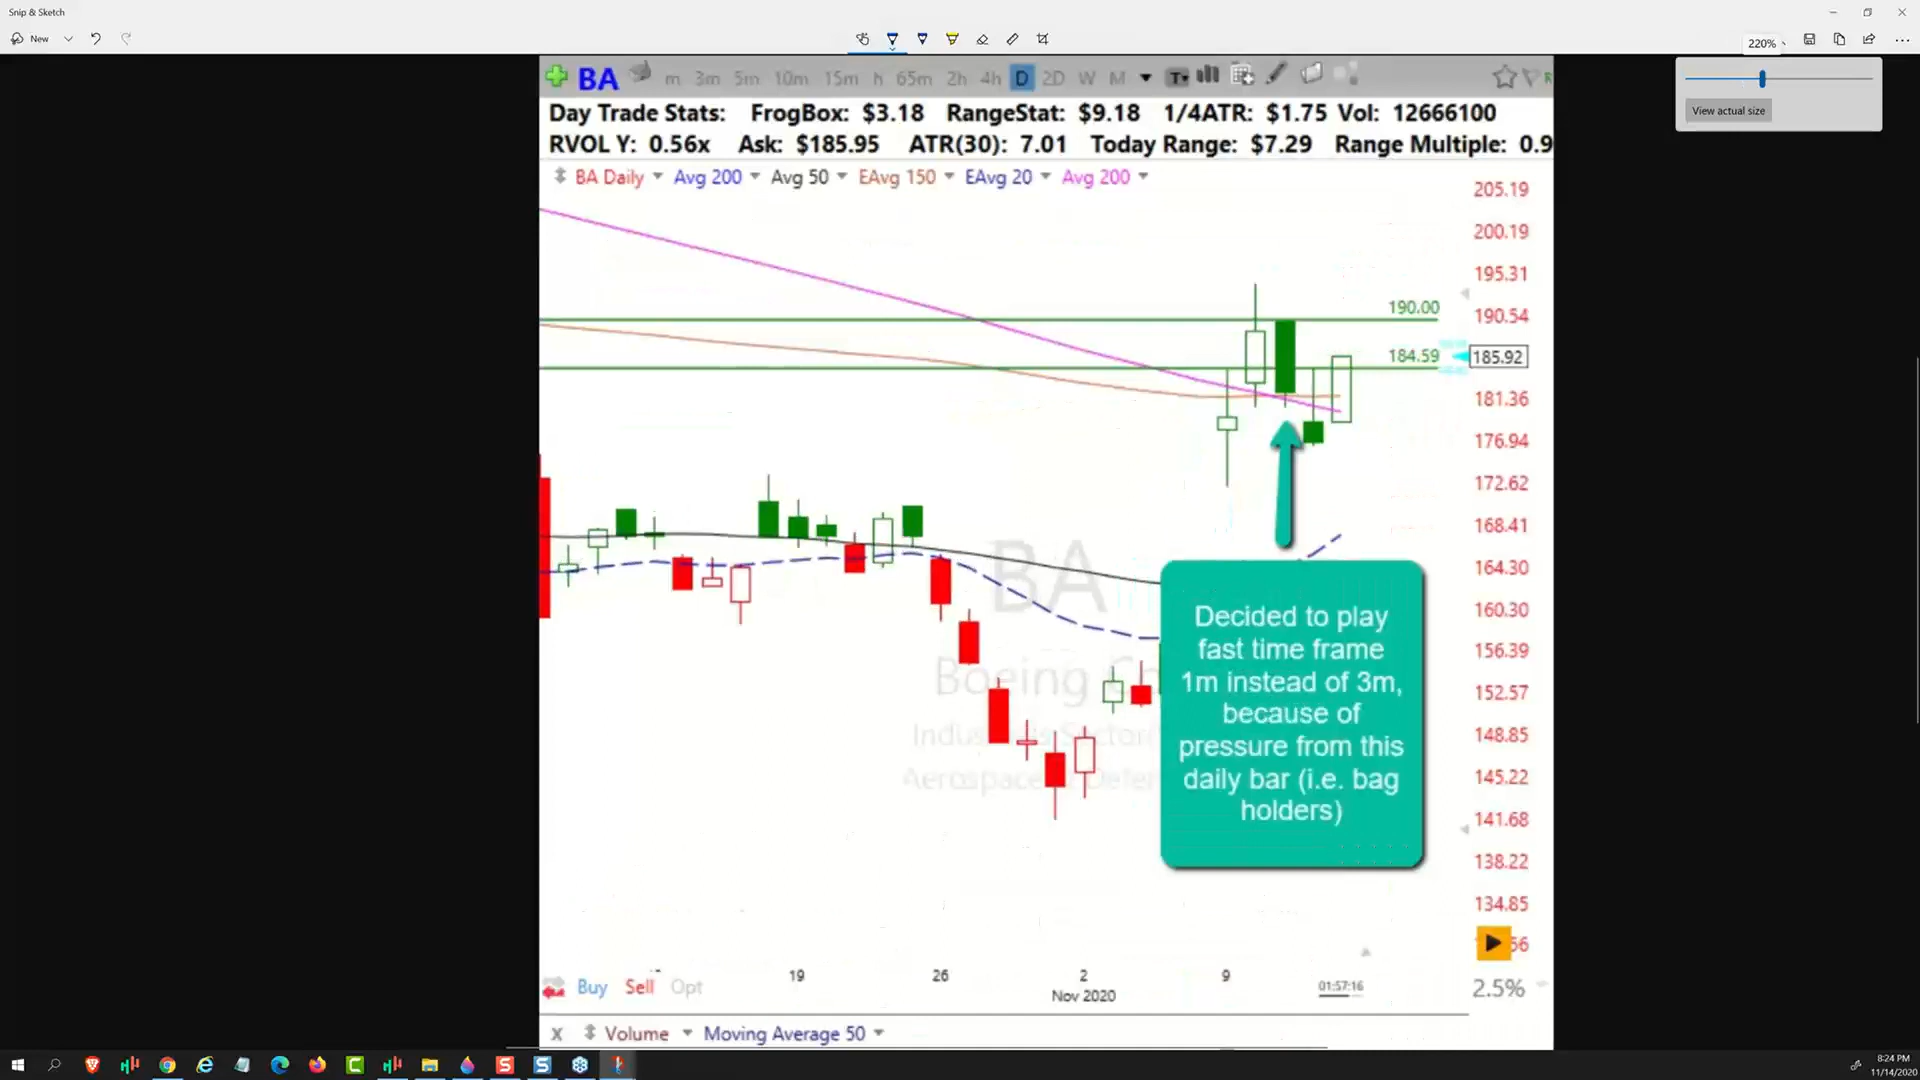 Snip & Sketch
New
220%
View actual size
BA m 3m 5m 10m 15m h 65m 2h 4h D 2D W M T
Day Trade Stats: FrogBox: $3.18 RangeStat: $9.18 1/4ATR: $1.75 Vol: 12666100
RVOL Y: 0.56x Ask: $185.95 ATR(30): 7.01 Today Range: $7.29 Range Multiple: 0.9
BA Daily Avg 200 Avg 50 EAvg 150 EAvg 20 Avg 200
205.19
200.19
195.31
190.00
190.54
184.59
185.92
181.36
176.94
172.62
168.41
164.30
160.30
156.39
152.57
148.85
145.22
141.68
138.22
134.85
56
BA
Boeing C
Aerospace
Decided to play
fast time frame
1m instead of 3m,
because of
pressure from this
daily bar (i.e. bag
holders)
19 26 2 9
Nov 2020
01:57:16
Buy Sell Opt
2.5%
X Volume Moving Average 50
8:24 PM
11/14/2020